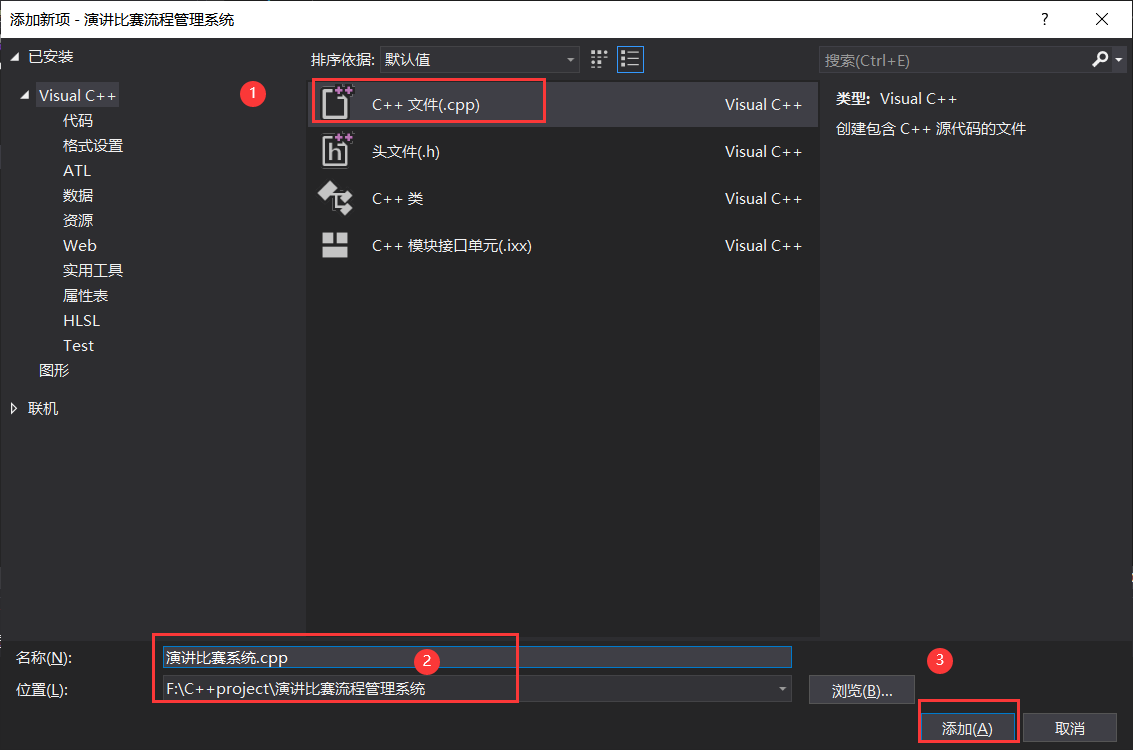 添加新项 - 演讲比赛流程管理系统
?
已安装
排序依据: 默认值
搜索(Ctrl+E)
Visual C++
代码
格式设置
ATL
数据
资源
Web
实用工具
属性表
HLSL
Test
图形
联机
1
C++ 文件(.cpp) Visual C++
头文件(.h) Visual C++
C++ 类 Visual C++
C++ 模块接口单元(.ixx) Visual C++
类型: Visual C++
创建包含 C++ 源代码的文件
名称(N): 演讲比赛系统.cpp
2
位置(L): F:\C++project\演讲比赛流程管理系统
浏览(B)...
3
添加(A) 取消